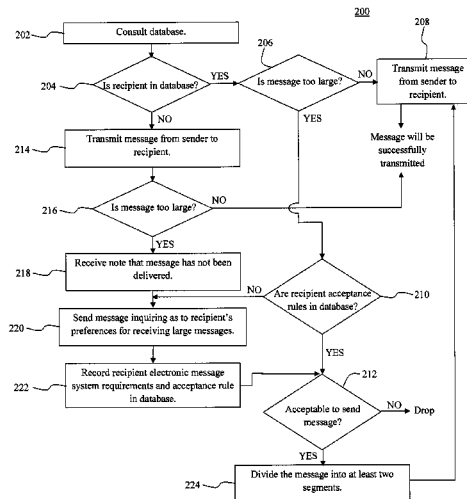 200
202
Consult database.
206
208
204
Is recipient in database?
YES
Is message too large?
NO
Transmit message
from sender to
recipient.
NO
YES
214
Transmit message from sender to
recipient.
Message will be
successfully
transmitted
216
Is message too large?
NO
YES
218
Receive note that message has not been
delivered.
Are recipient acceptance
rules in database?
210
NO
220
Send message inquiring as to recipient's
preferences for receiving large messages.
YES
222
Record recipient electronic message
system requirements and acceptance rule
in database.
212
Acceptable to send
message?
NO
Drop
YES
224
Divide the message into at least two
segments.